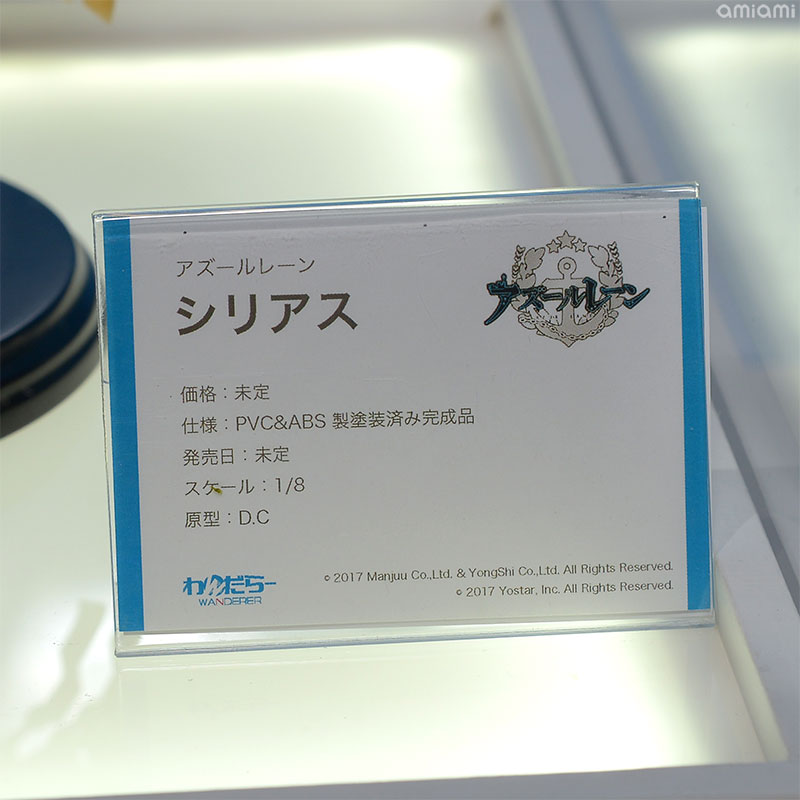 amiami
アズールレーン
シリアス
アズールレーン
価格：未定
仕様：PVC&ABS 製塗装済み完成品
発売日：未定
スケール：1/8
原型：D.C
わんだらー
WANDERER
© 2017 Manjuu Co.,Ltd. & YongShi Co.,Ltd. All Rights Reserved.
© 2017 Yostar, Inc. All Rights Reserved.